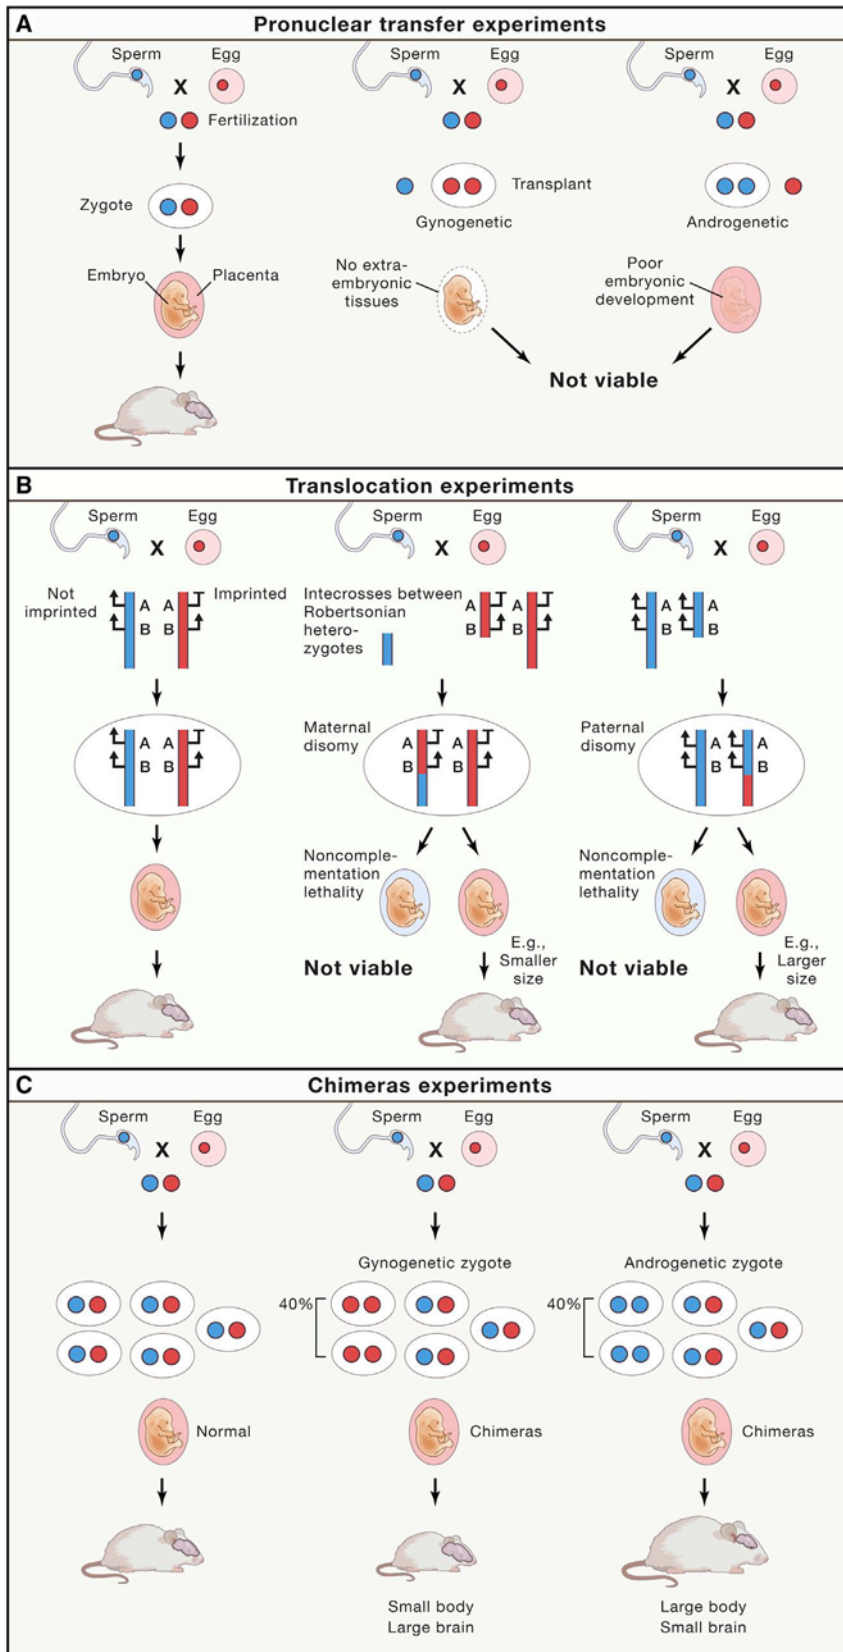 A
Pronuclear transfer experiments
Sperm
Egg
X
Fertilization
Zygote
Embryo
Placenta
Sperm
Egg
X
Transplant
Gynogenetic
No extra-
embryonic
tissues
Sperm
Egg
X
Androgenetic
Poor
embryonic
development
Not viable
B
Translocation experiments
Sperm
Egg
X
Not
imprinted
A
B
A
B
Imprinted
A
B
A
B
Sperm
Egg
X
Intecrosses between
Robertsonian
hetero-
zygotes
A
B
A
B
Maternal
disomy
A
B
A
B
Noncomple-
mentation
lethality
Not viable
E.g.,
Smaller
size
Sperm
Egg
X
A
B
A
B
Paternal
disomy
A
B
A
B
Noncomple-
mentation
lethality
Not viable
E.g.,
Larger
size
C
Chimeras experiments
Sperm
Egg
X
Normal
Sperm
Egg
X
Gynogenetic zygote
40%
Chimeras
Small body
Large brain
Sperm
Egg
X
Androgenetic zygote
40%
Chimeras
Large body
Small brain